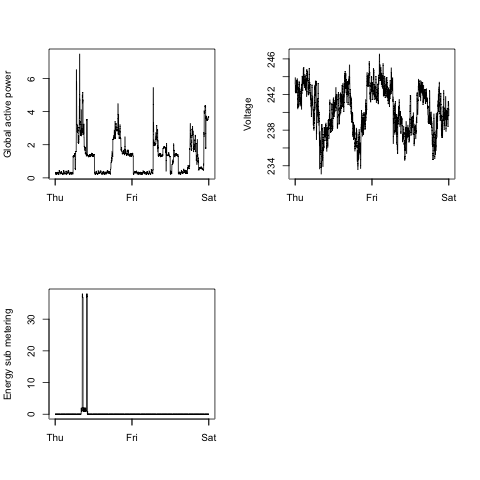 Global active power
6
4
2
0
Thu Fri Sat
Voltage
246
242
238
234
Thu Fri Sat
Energy sub metering
30
20
10
0
Thu Fri Sat